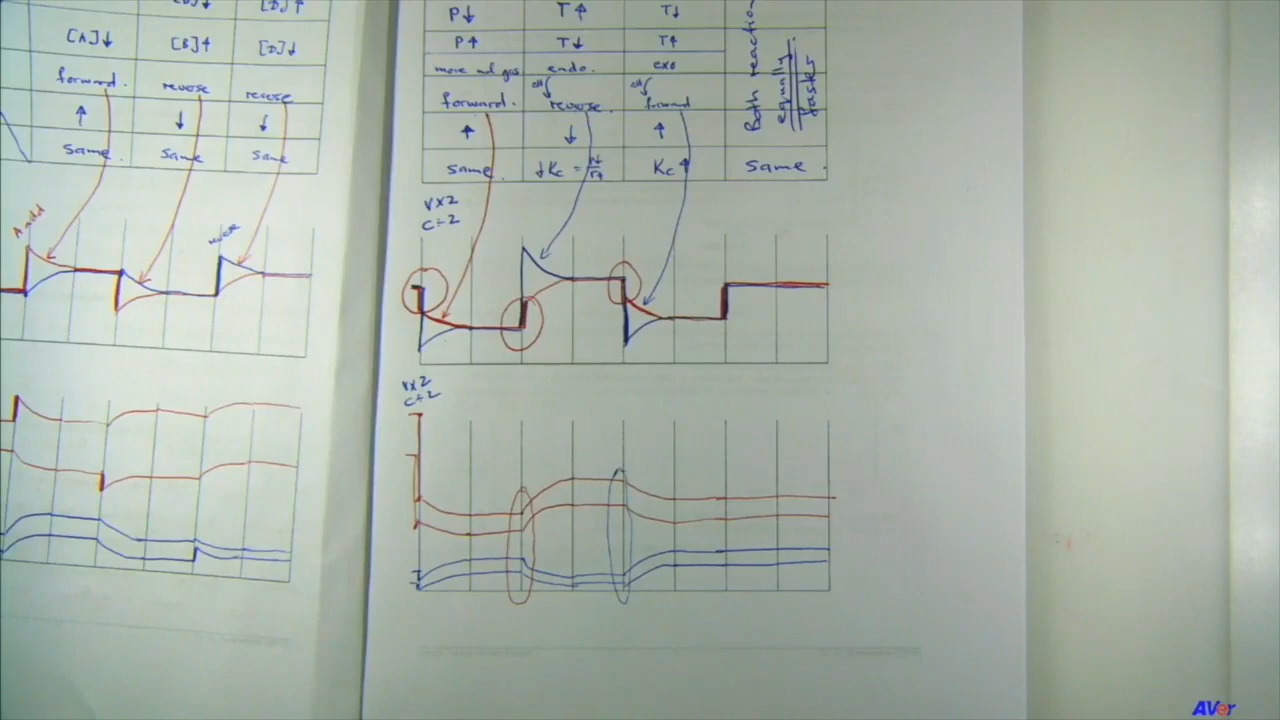 [D]↑
[A]↓ [B]↑ [D]↓
forward. reverse reverse
↑ ↓ ↓
same. same same
Add
P↓ T↑ T↓
P↑ T↓ T↑
more mol gas endo. exo
forward. reverse. forward
↑ ↓ ↑
same. ↓Kc = Kc↑ same.
Both reaction
equally
faster
V×2
C÷2
V×2
C÷2
AVer